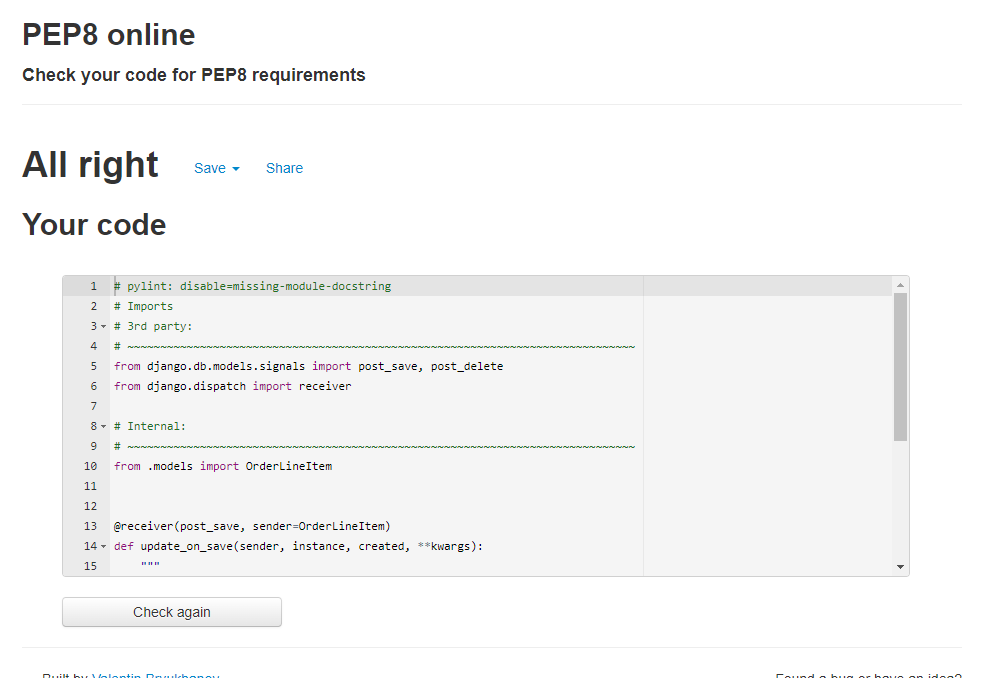 PEP8 online
Check your code for PEP8 requirements
All right Save Share
Your code
1 # pylint: disable=missing-module-docstring
2 # Imports
3 # 3rd party:
4 # ~~~~~~~~~~~~~~~~~~~~~~~~~~~~~~~~~~~~~~~~~~~~~~~~~~~~~~~~~~~~~~~~~~~~~~~~~~~~~
5 from django.db.models.signals import post_save, post_delete
6 from django.dispatch import receiver
7
8 # Internal:
9 # ~~~~~~~~~~~~~~~~~~~~~~~~~~~~~~~~~~~~~~~~~~~~~~~~~~~~~~~~~~~~~~~~~~~~~~~~~~~~~
10 from .models import OrderLineItem
11
12
13 @receiver(post_save, sender=OrderLineItem)
14 def update_on_save(sender, instance, created, **kwargs):
15     """
Check again
Built by Valentin Bryukhanov Found a bug or have an idea?